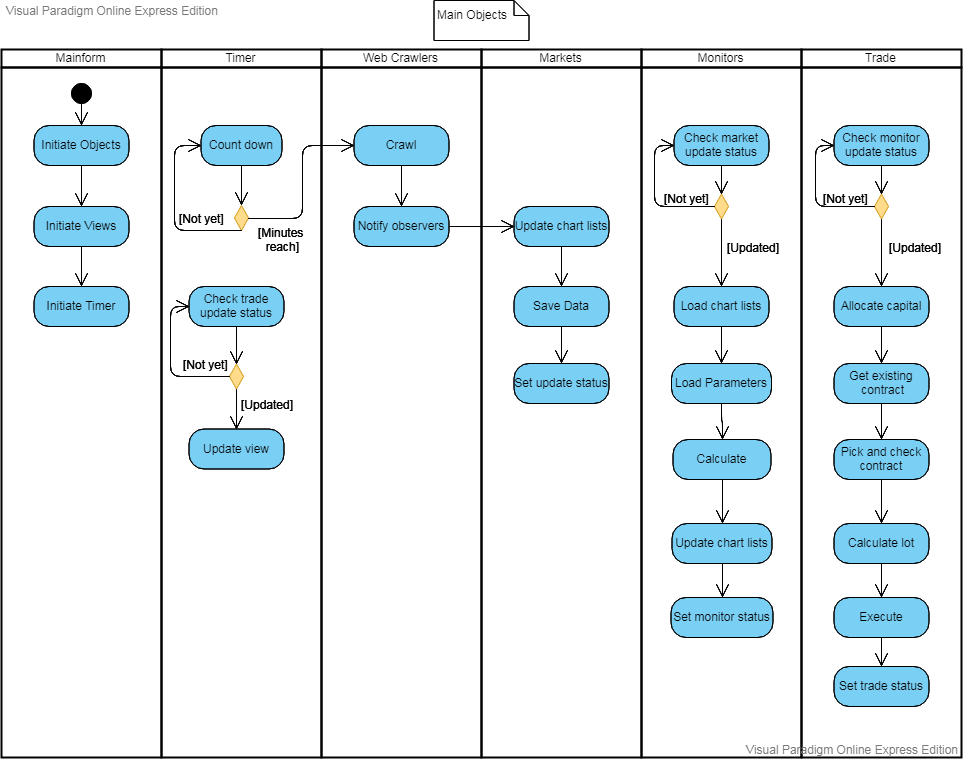 Visual Paradigm Online Express Edition
Main Objects
Mainform
Timer
Web Crawlers
Markets
Monitors
Trade
Initiate Objects
Initiate Views
Initiate Timer
Count down
[Not yet]
[Minutes
reach]
Check trade
update status
[Not yet]
[Updated]
Update view
Crawl
Notify observers
Update chart lists
Save Data
Set update status
Check market
update status
[Not yet]
[Updated]
Load chart lists
Load Parameters
Calculate
Update chart lists
Set monitor status
Check monitor
update status
[Not yet]
[Updated]
Allocate capital
Get existing
contract
Pick and check
contract
Calculate lot
Execute
Set trade status
Visual Paradigm Online Express Edition